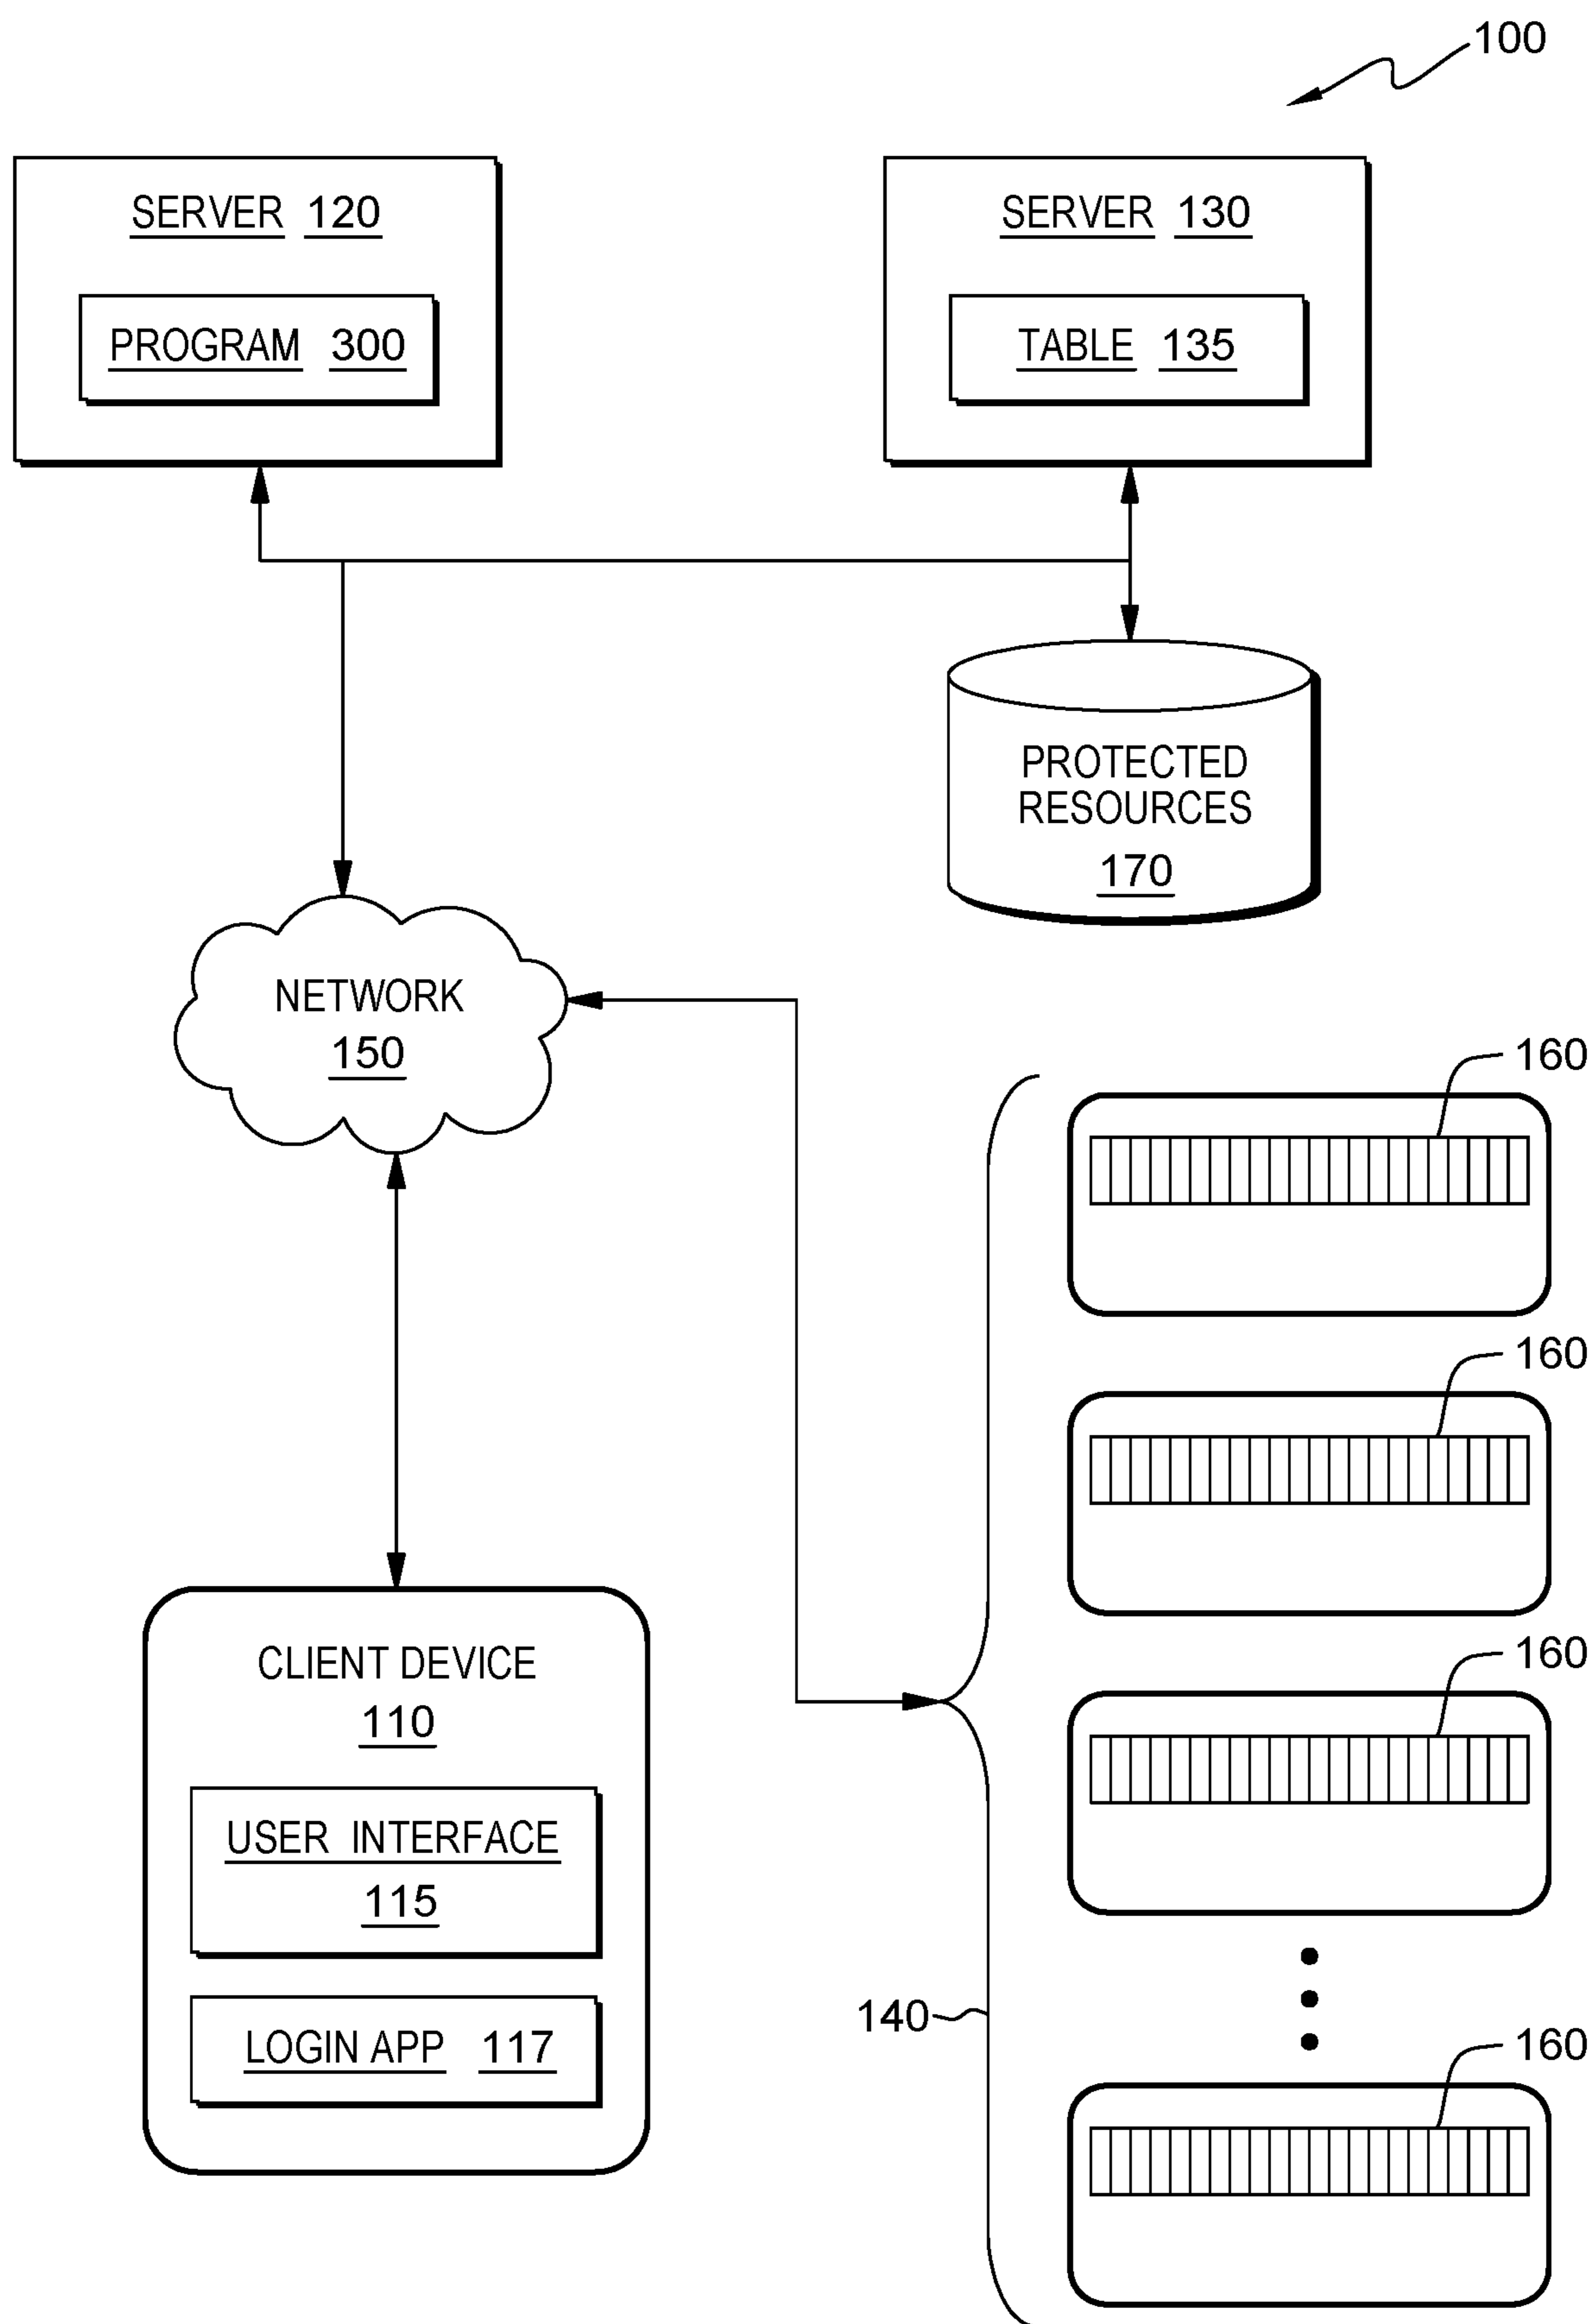 100
SERVER 120
PROGRAM 300
SERVER 130
TABLE 135
PROTECTED
RESOURCES
170
NETWORK
150
160
160
160
140
160
CLIENT DEVICE
110
USER INTERFACE
115
LOGIN APP 117